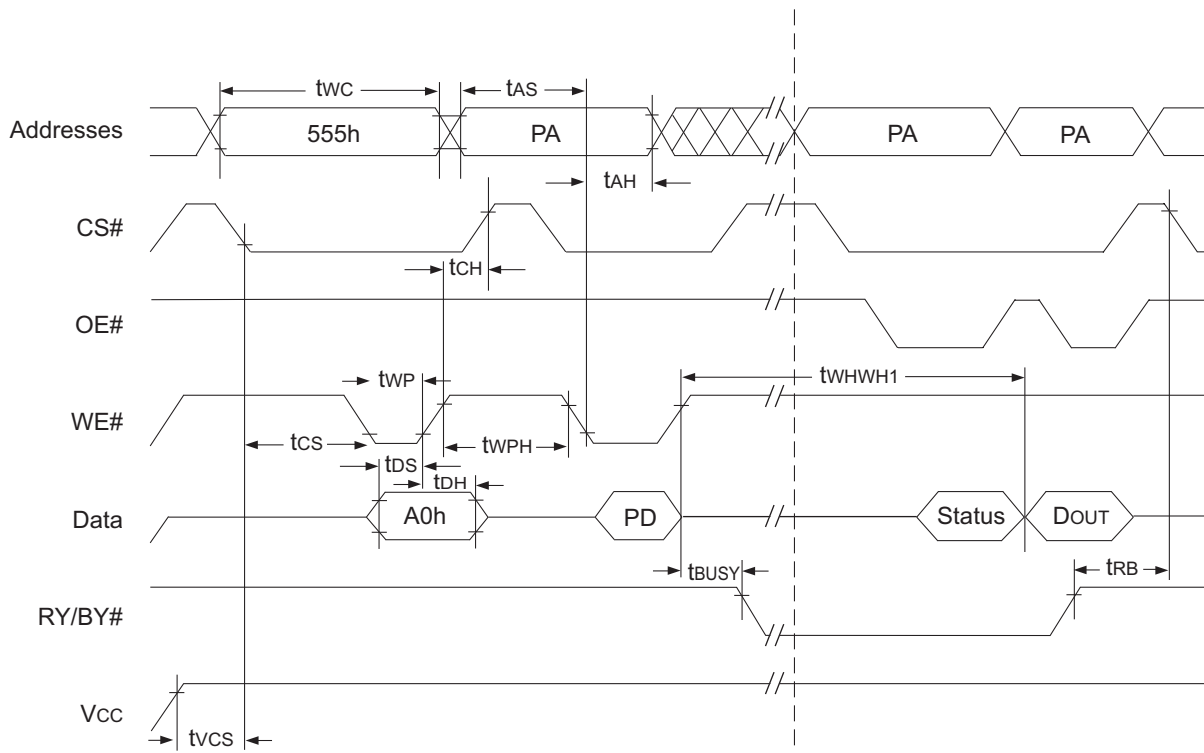 tWC
tAS
Addresses
555h
PA
PA
PA
tAH
CS#
tCH
OE#
tWP
tWHWH1
WE#
tCS
tWPH
tDS
tDH
Data
A0h
PD
Status
DOUT
tBUSY
tRB
RY/BY#
VCC
tVCS